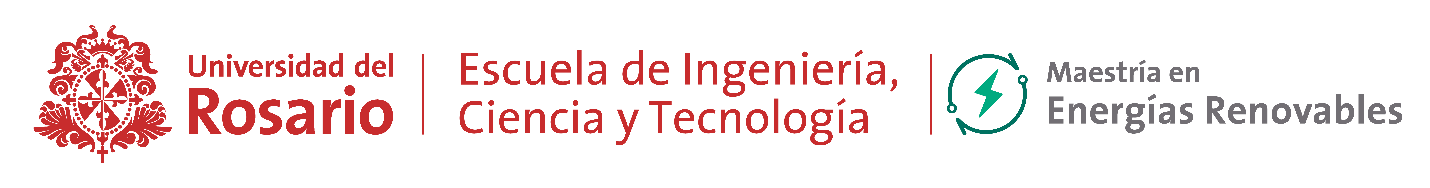 Universidad del
Rosario
Escuela de Ingeniería,
Ciencia y Tecnología
Maestría en
Energías Renovables